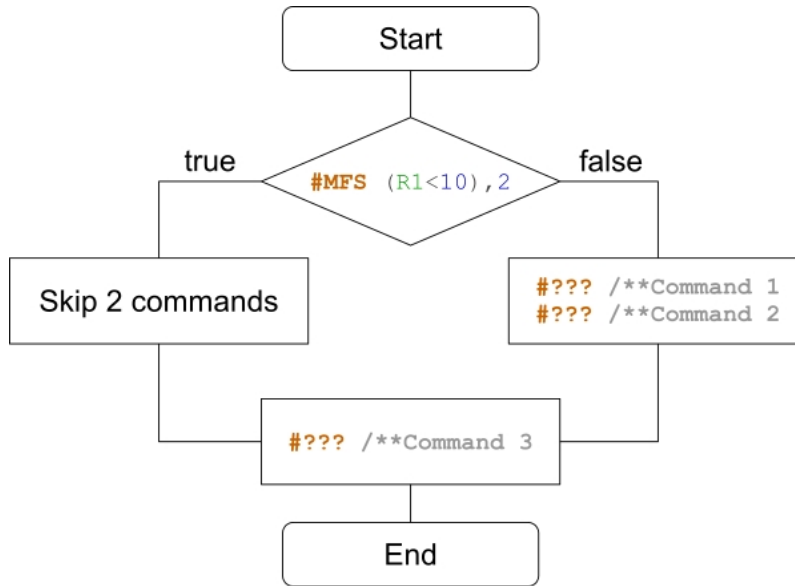 Start
true
false
#MFS (R1<10),2
Skip 2 commands
#??? /**Command 1
#??? /**Command 2
#??? /**Command 3
End